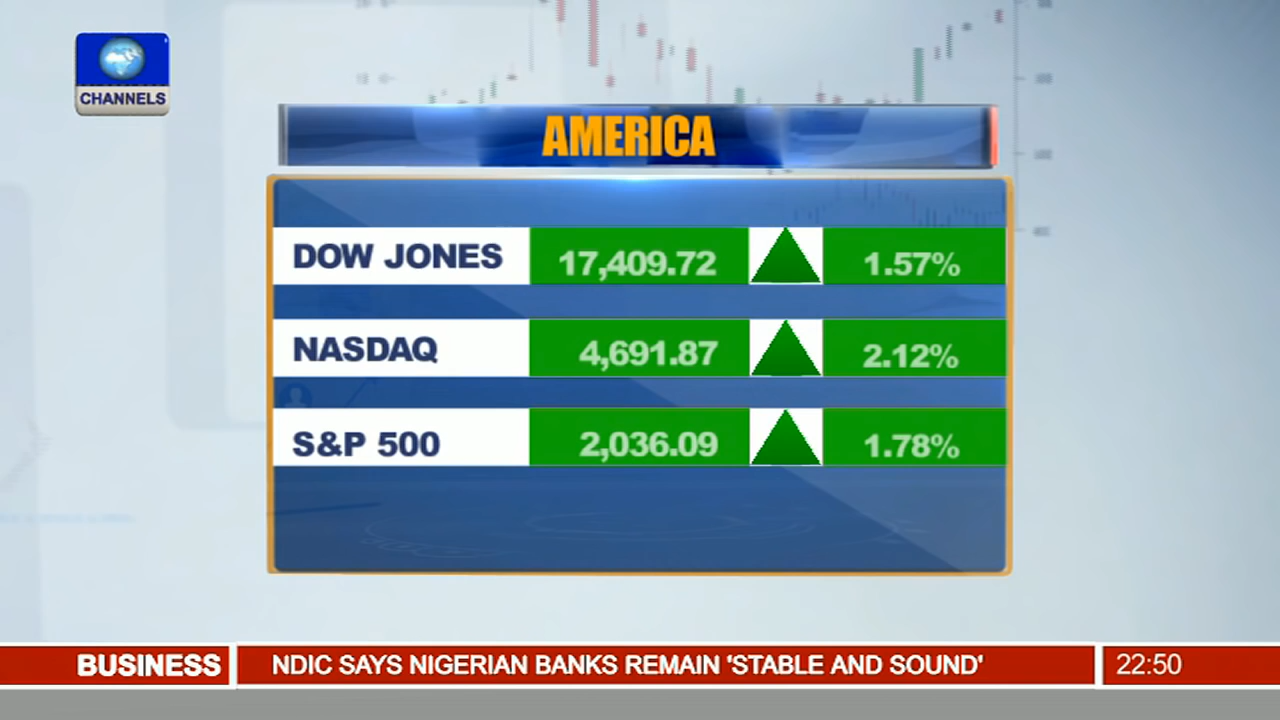 CHANNELS
AMERICA
DOW JONES 17,409.72 1.57%
NASDAQ 4,691.87 2.12%
S&P 500 2,036.09 1.78%
BUSINESS NDIC SAYS NIGERIAN BANKS REMAIN 'STABLE AND SOUND' 22:50